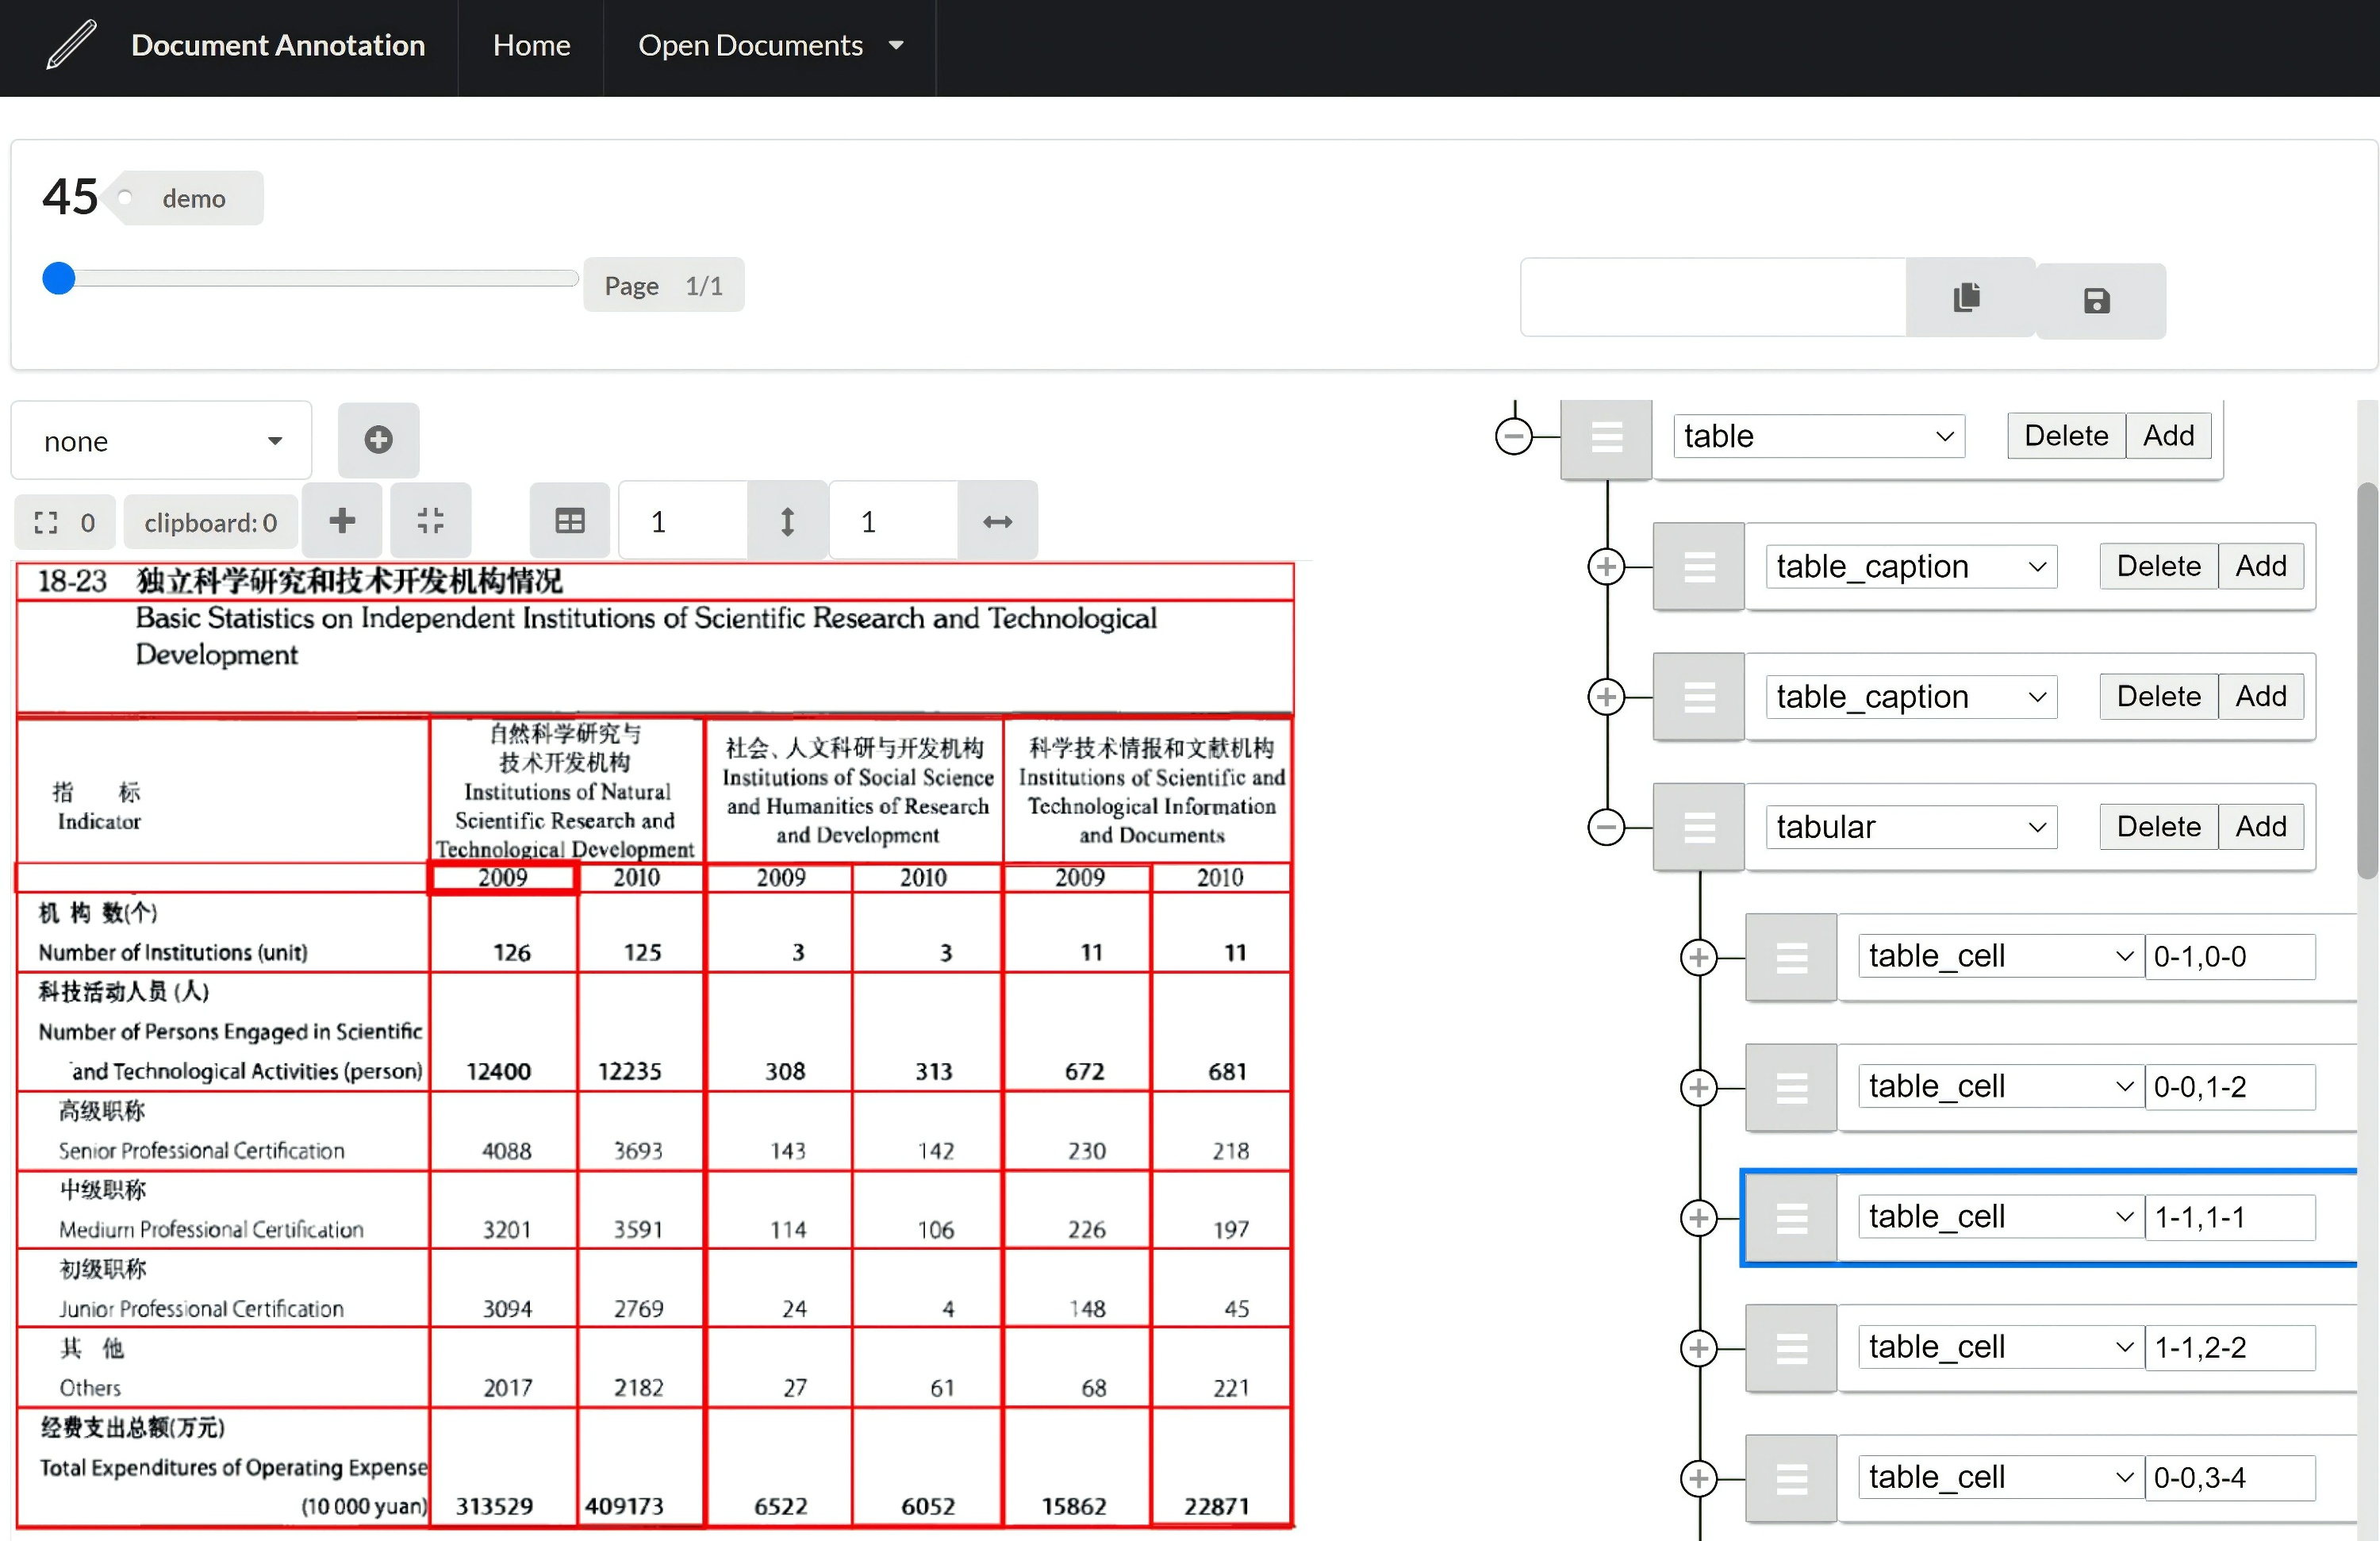 Document Annotation Home Open Documents
45 demo
Page 1/1
none
0 clipboard: 0 1 1
18-23 独立科学研究和技术开发机构情况
Basic Statistics on Independent Institutions of Scientific Research and Technological
Development
指 标
Indicator
自然科学研究与
技术开发机构
Institutions of Natural
Scientific Research and
Technological Development
社会、人文科研与开发机构
Institutions of Social Science
and Humanities of Research
and Development
科学技术情报和文献机构
Institutions of Scientific and
Technological Information
and Documents
2009 2010 2009 2010 2009 2010
机 构 数(个)
Number of Institutions (unit) 126 125 3 3 11 11
科技活动人员 (人)
Number of Persons Engaged in Scientific
and Technological Activities (person) 12400 12235 308 313 672 681
高级职称
Senior Professional Certification 4088 3693 143 142 230 218
中级职称
Medium Professional Certification 3201 3591 114 106 226 197
初级职称
Junior Professional Certification 3094 2769 24 4 148 45
其 他
Others 2017 2182 27 61 68 221
经费支出总额(万元)
Total Expenditures of Operating Expense
(10 000 yuan) 313529 409173 6522 6052 15862 22871
table Delete Add
table_caption Delete Add
table_caption Delete Add
tabular Delete Add
table_cell 0-1,0-0
table_cell 0-0,1-2
table_cell 1-1,1-1
table_cell 1-1,2-2
table_cell 0-0,3-4